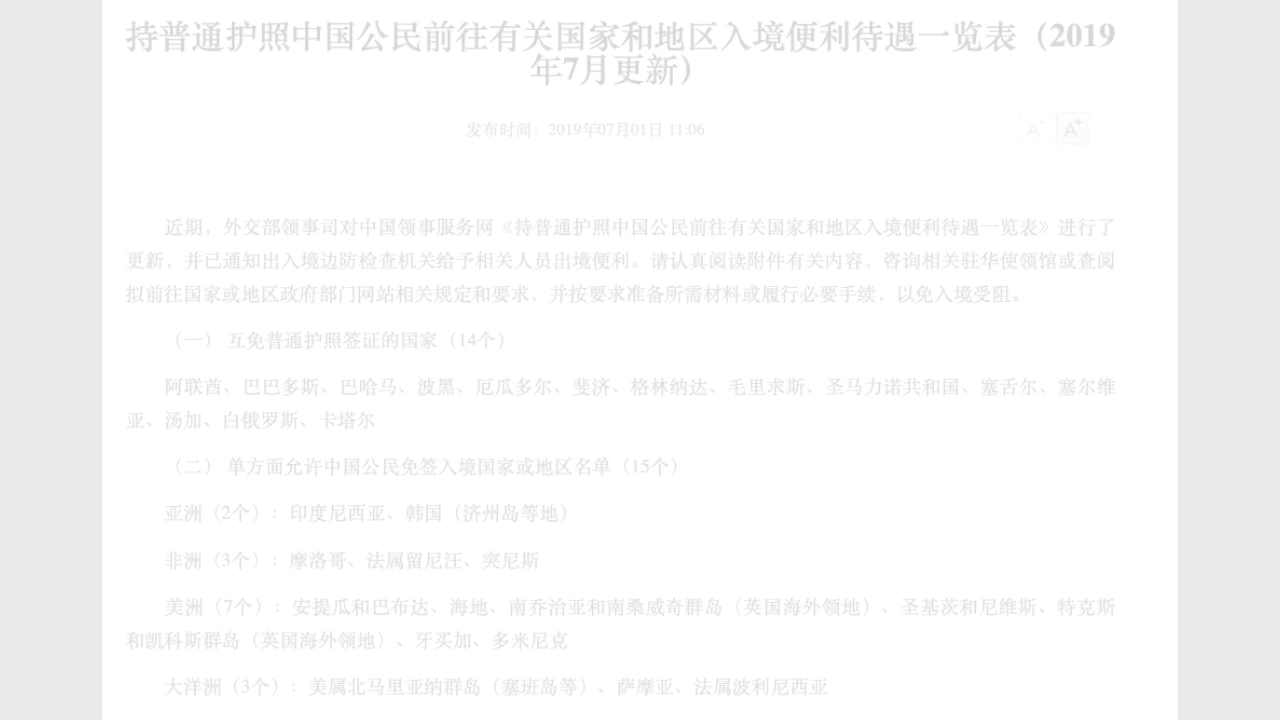 持普通护照中国公民前往有关国家和地区入境便利待遇一览表（2019
年7月更新）
发布时间：2019年07月01日 11:06
A- A+
近期，外交部领事司对中国领事服务网《持普通护照中国公民前往有关国家和地区入境便利待遇一览表》进行了
更新，并已通知出入境边防检查机关给予相关人员出境便利。请认真阅读附件有关内容，咨询相关驻华使领馆或查阅
拟前往国家或地区政府部门网站相关规定和要求，并按要求准备所需材料或履行必要手续，以免入境受阻。
（一） 互免普通护照签证的国家（14个）
阿联酋、巴巴多斯、巴哈马、波黑、厄瓜多尔、斐济、格林纳达、毛里求斯、圣马力诺共和国、塞舌尔、塞尔维
亚、汤加、白俄罗斯、卡塔尔
（二） 单方面允许中国公民免签入境国家或地区名单（15个）
亚洲（2个）：印度尼西亚、韩国（济州岛等地）
非洲（3个）：摩洛哥、法属留尼汪、突尼斯
美洲（7个）：安提瓜和巴布达、海地、南乔治亚和南桑威奇群岛（英国海外领地）、圣基茨和尼维斯、特克斯
和凯科斯群岛（英国海外领地）、牙买加、多米尼克
大洋洲（3个）：美属北马里亚纳群岛（塞班岛等）、萨摩亚、法属波利尼西亚